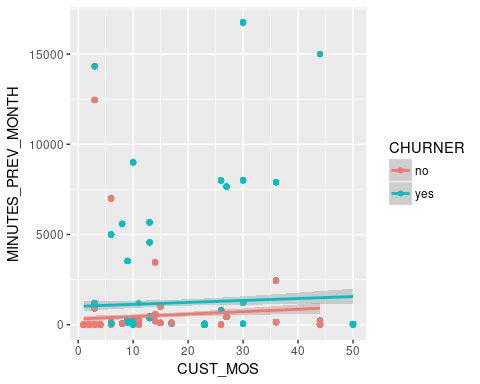 15000
10000
5000
0
MINUTES_PREV_MONTH
0 10 20 30 40 50
CUST_MOS
CHURNER
no
yes